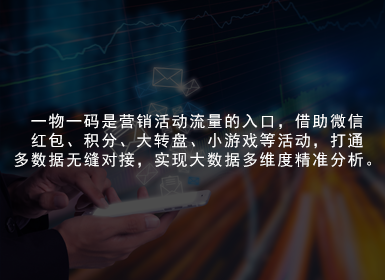 一物一码是营销活动流量的入口，借助微信
红包、积分、大转盘、小游戏等活动，打通
多数据无缝对接，实现大数据多维度精准分析。